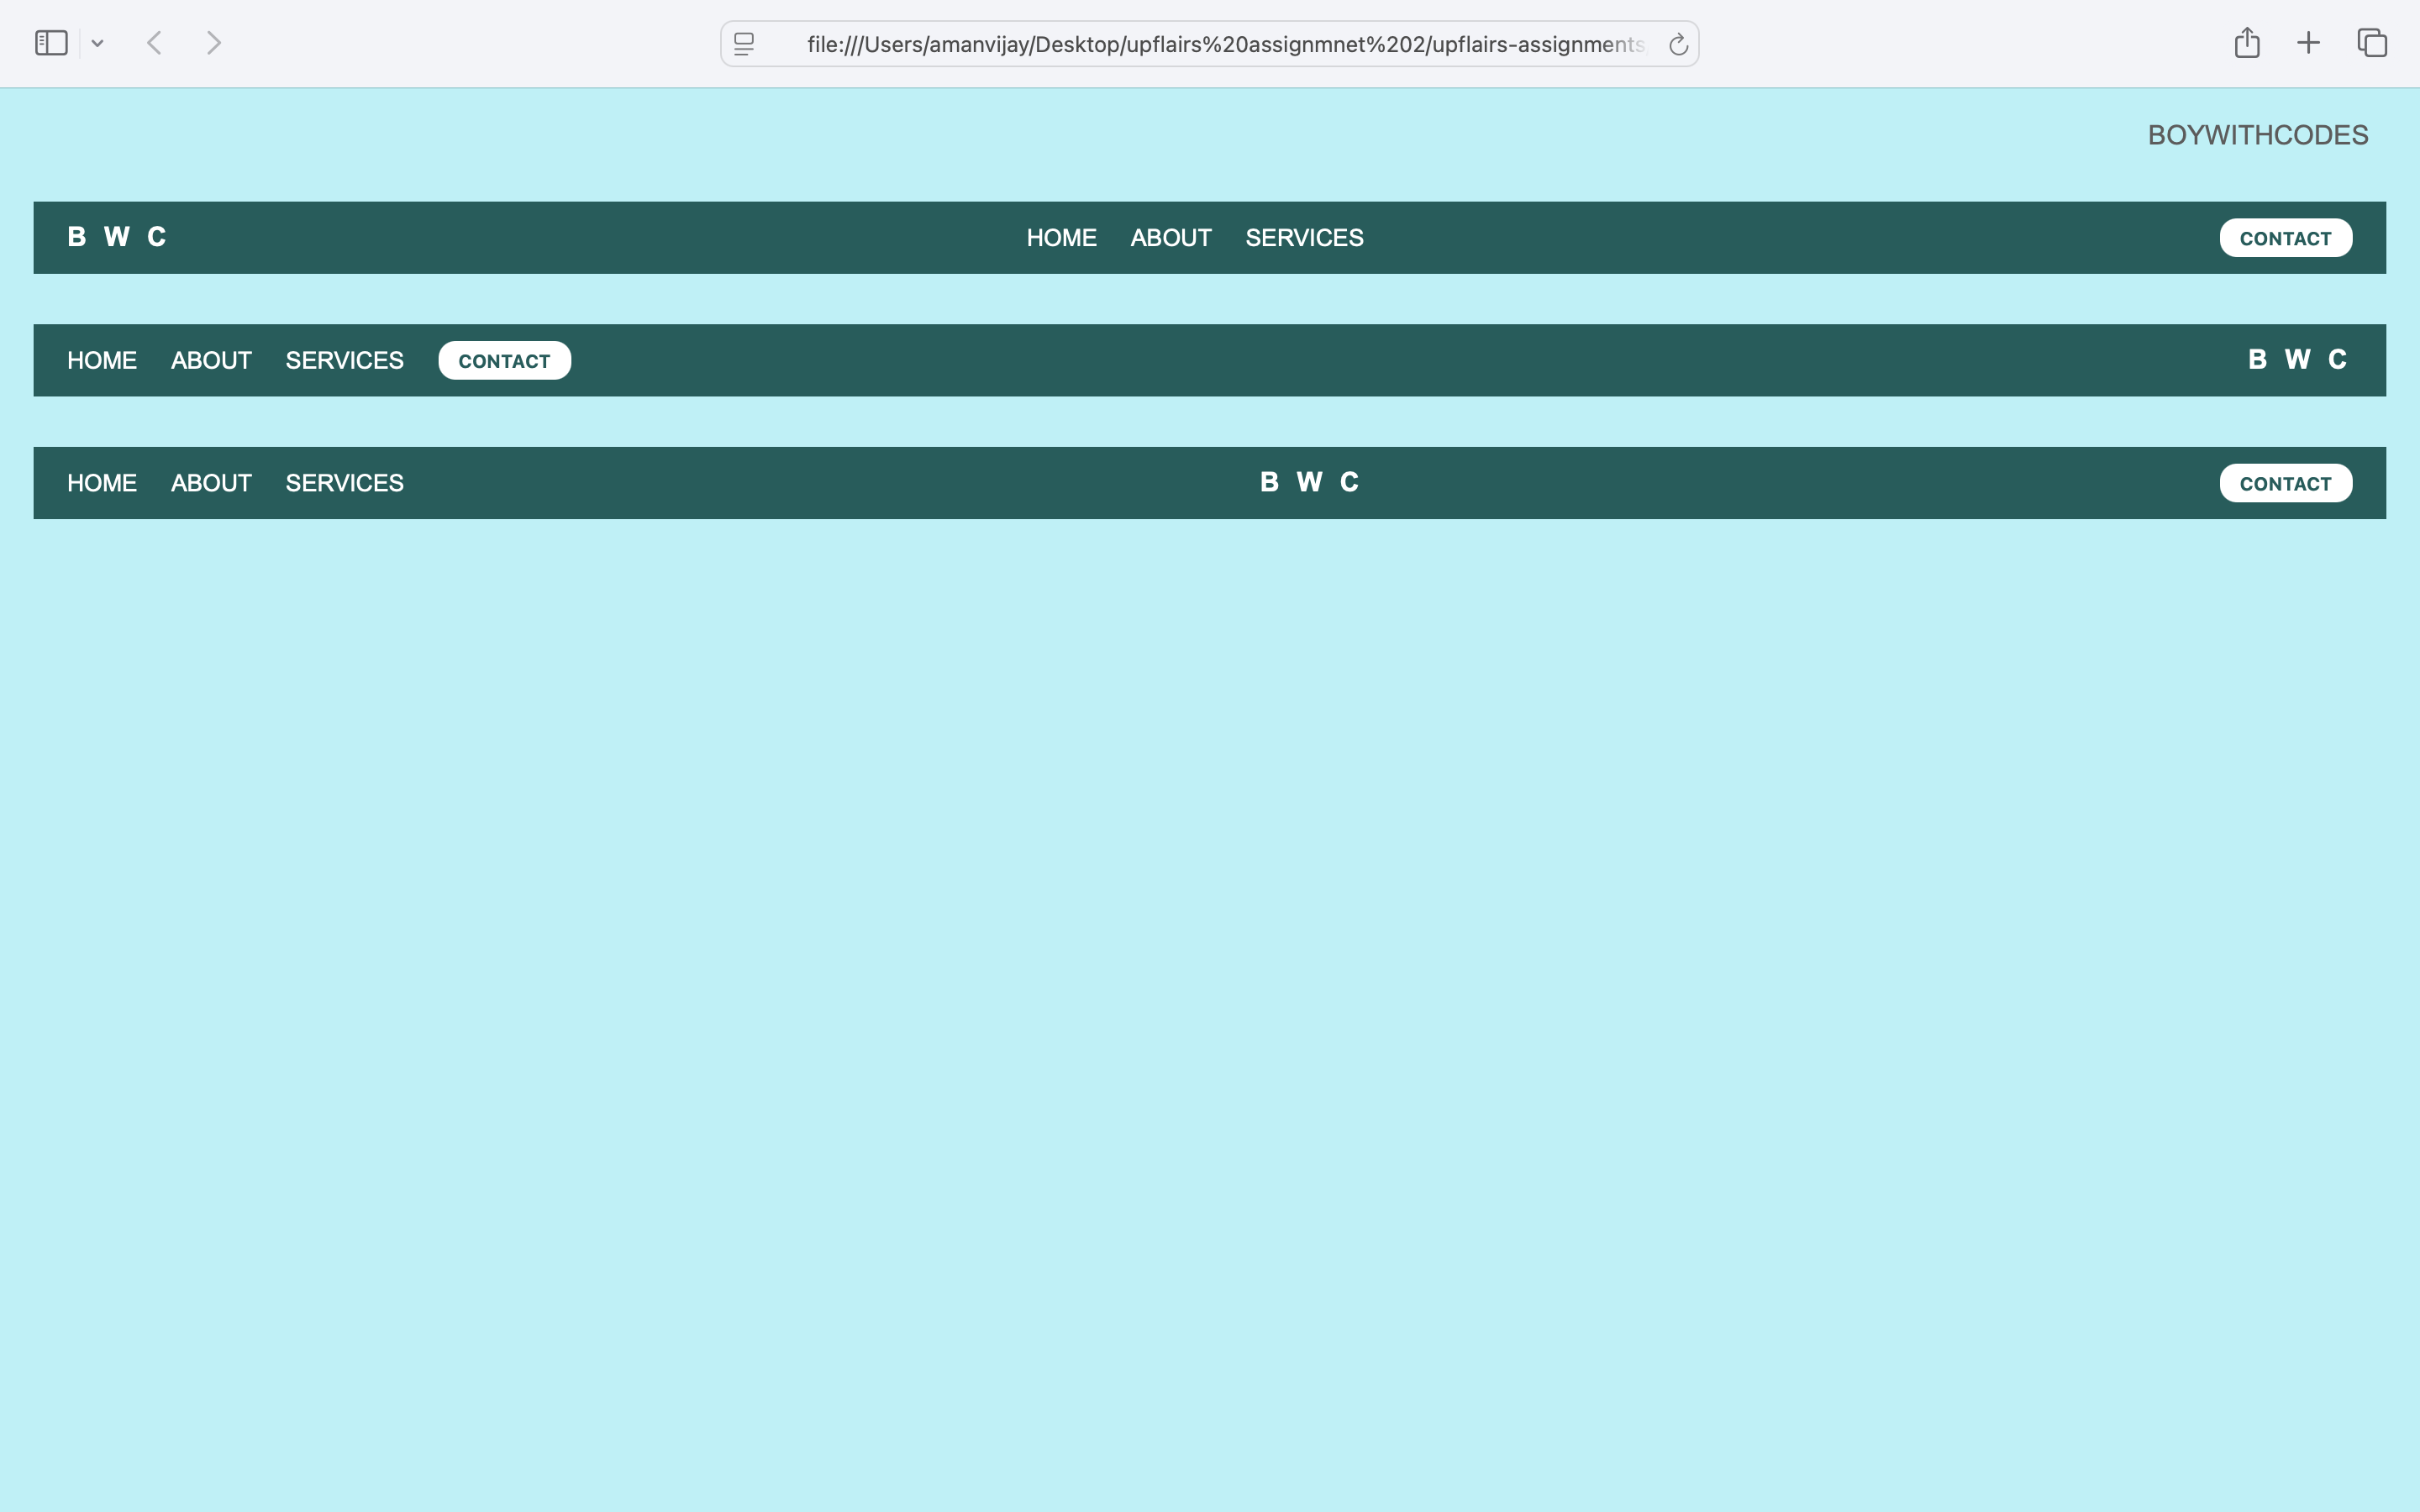 file:///Users/amanvijay/Desktop/upflairs%20assignmnet%202/upflairs-assignments
BOYWITHCODES
B W C HOME ABOUT SERVICES CONTACT
HOME ABOUT SERVICES CONTACT B W C
HOME ABOUT SERVICES B W C CONTACT